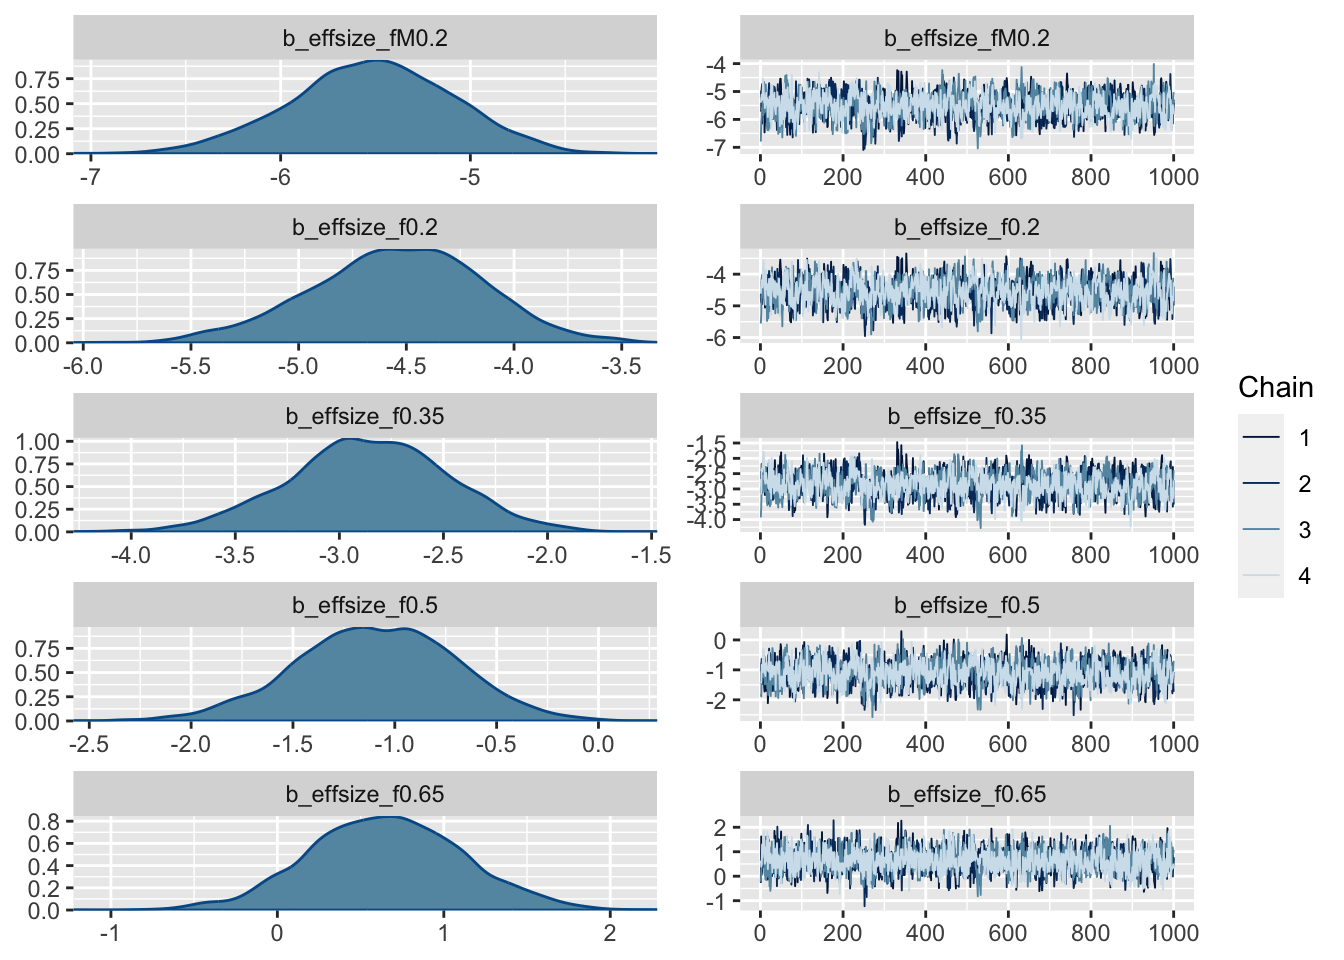 b_effsize_fM0.2
0.75
0.50
0.25
0.00
-7 -6 -5
b_effsize_fM0.2
-4
-5
-6
-7
0 200 400 600 800 1000
b_effsize_f0.2
0.75
0.50
0.25
0.00
-6.0 -5.5 -5.0 -4.5 -4.0 -3.5
b_effsize_f0.2
-4
-5
-6
0 200 400 600 800 1000
b_effsize_f0.35
1.00
0.75
0.50
0.25
0.00
-4.0 -3.5 -3.0 -2.5 -2.0 -1.5
b_effsize_f0.35
-1.5
-2.0
-2.5
-3.0
-3.5
-4.0
0 200 400 600 800 1000
b_effsize_f0.5
0.75
0.50
0.25
0.00
-2.5 -2.0 -1.5 -1.0 -0.5 0.0
b_effsize_f0.5
0
-1
-2
0 200 400 600 800 1000
b_effsize_f0.65
0.8
0.6
0.4
0.2
0.0
-1 0 1 2
b_effsize_f0.65
2
1
0
-1
0 200 400 600 800 1000
Chain
1
2
3
4